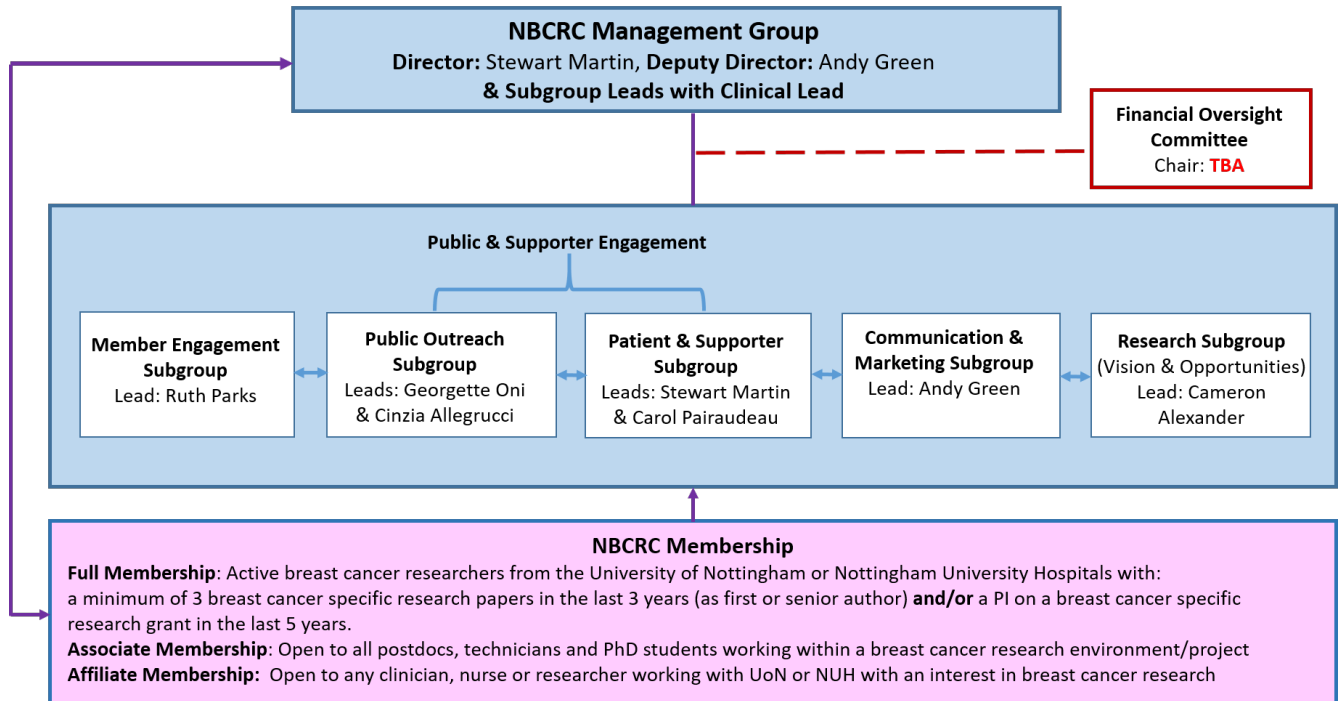 NBCRC Management Group
Director: Stewart Martin, Deputy Director: Andy Green
& Subgroup Leads with Clinical Lead
Financial Oversight
Committee
Chair: TBA
Public & Supporter Engagement
Member Engagement
Subgroup
Lead: Ruth Parks
Public Outreach
Subgroup
Leads: Georgette Oni
& Cinzia Allegrucci
Patient & Supporter
Subgroup
Leads: Stewart Martin
& Carol Pairaudeau
Communication &
Marketing Subgroup
Lead: Andy Green
Research Subgroup
(Vision & Opportunities)
Lead: Cameron
Alexander
NBCRC Membership
Full Membership: Active breast cancer researchers from the University of Nottingham or Nottingham University Hospitals with:
a minimum of 3 breast cancer specific research papers in the last 3 years (as first or senior author) and/or a PI on a breast cancer specific
research grant in the last 5 years.
Associate Membership: Open to all postdocs, technicians and PhD students working within a breast cancer research environment/project
Affiliate Membership: Open to any clinician, nurse or researcher working with UoN or NUH with an interest in breast cancer research